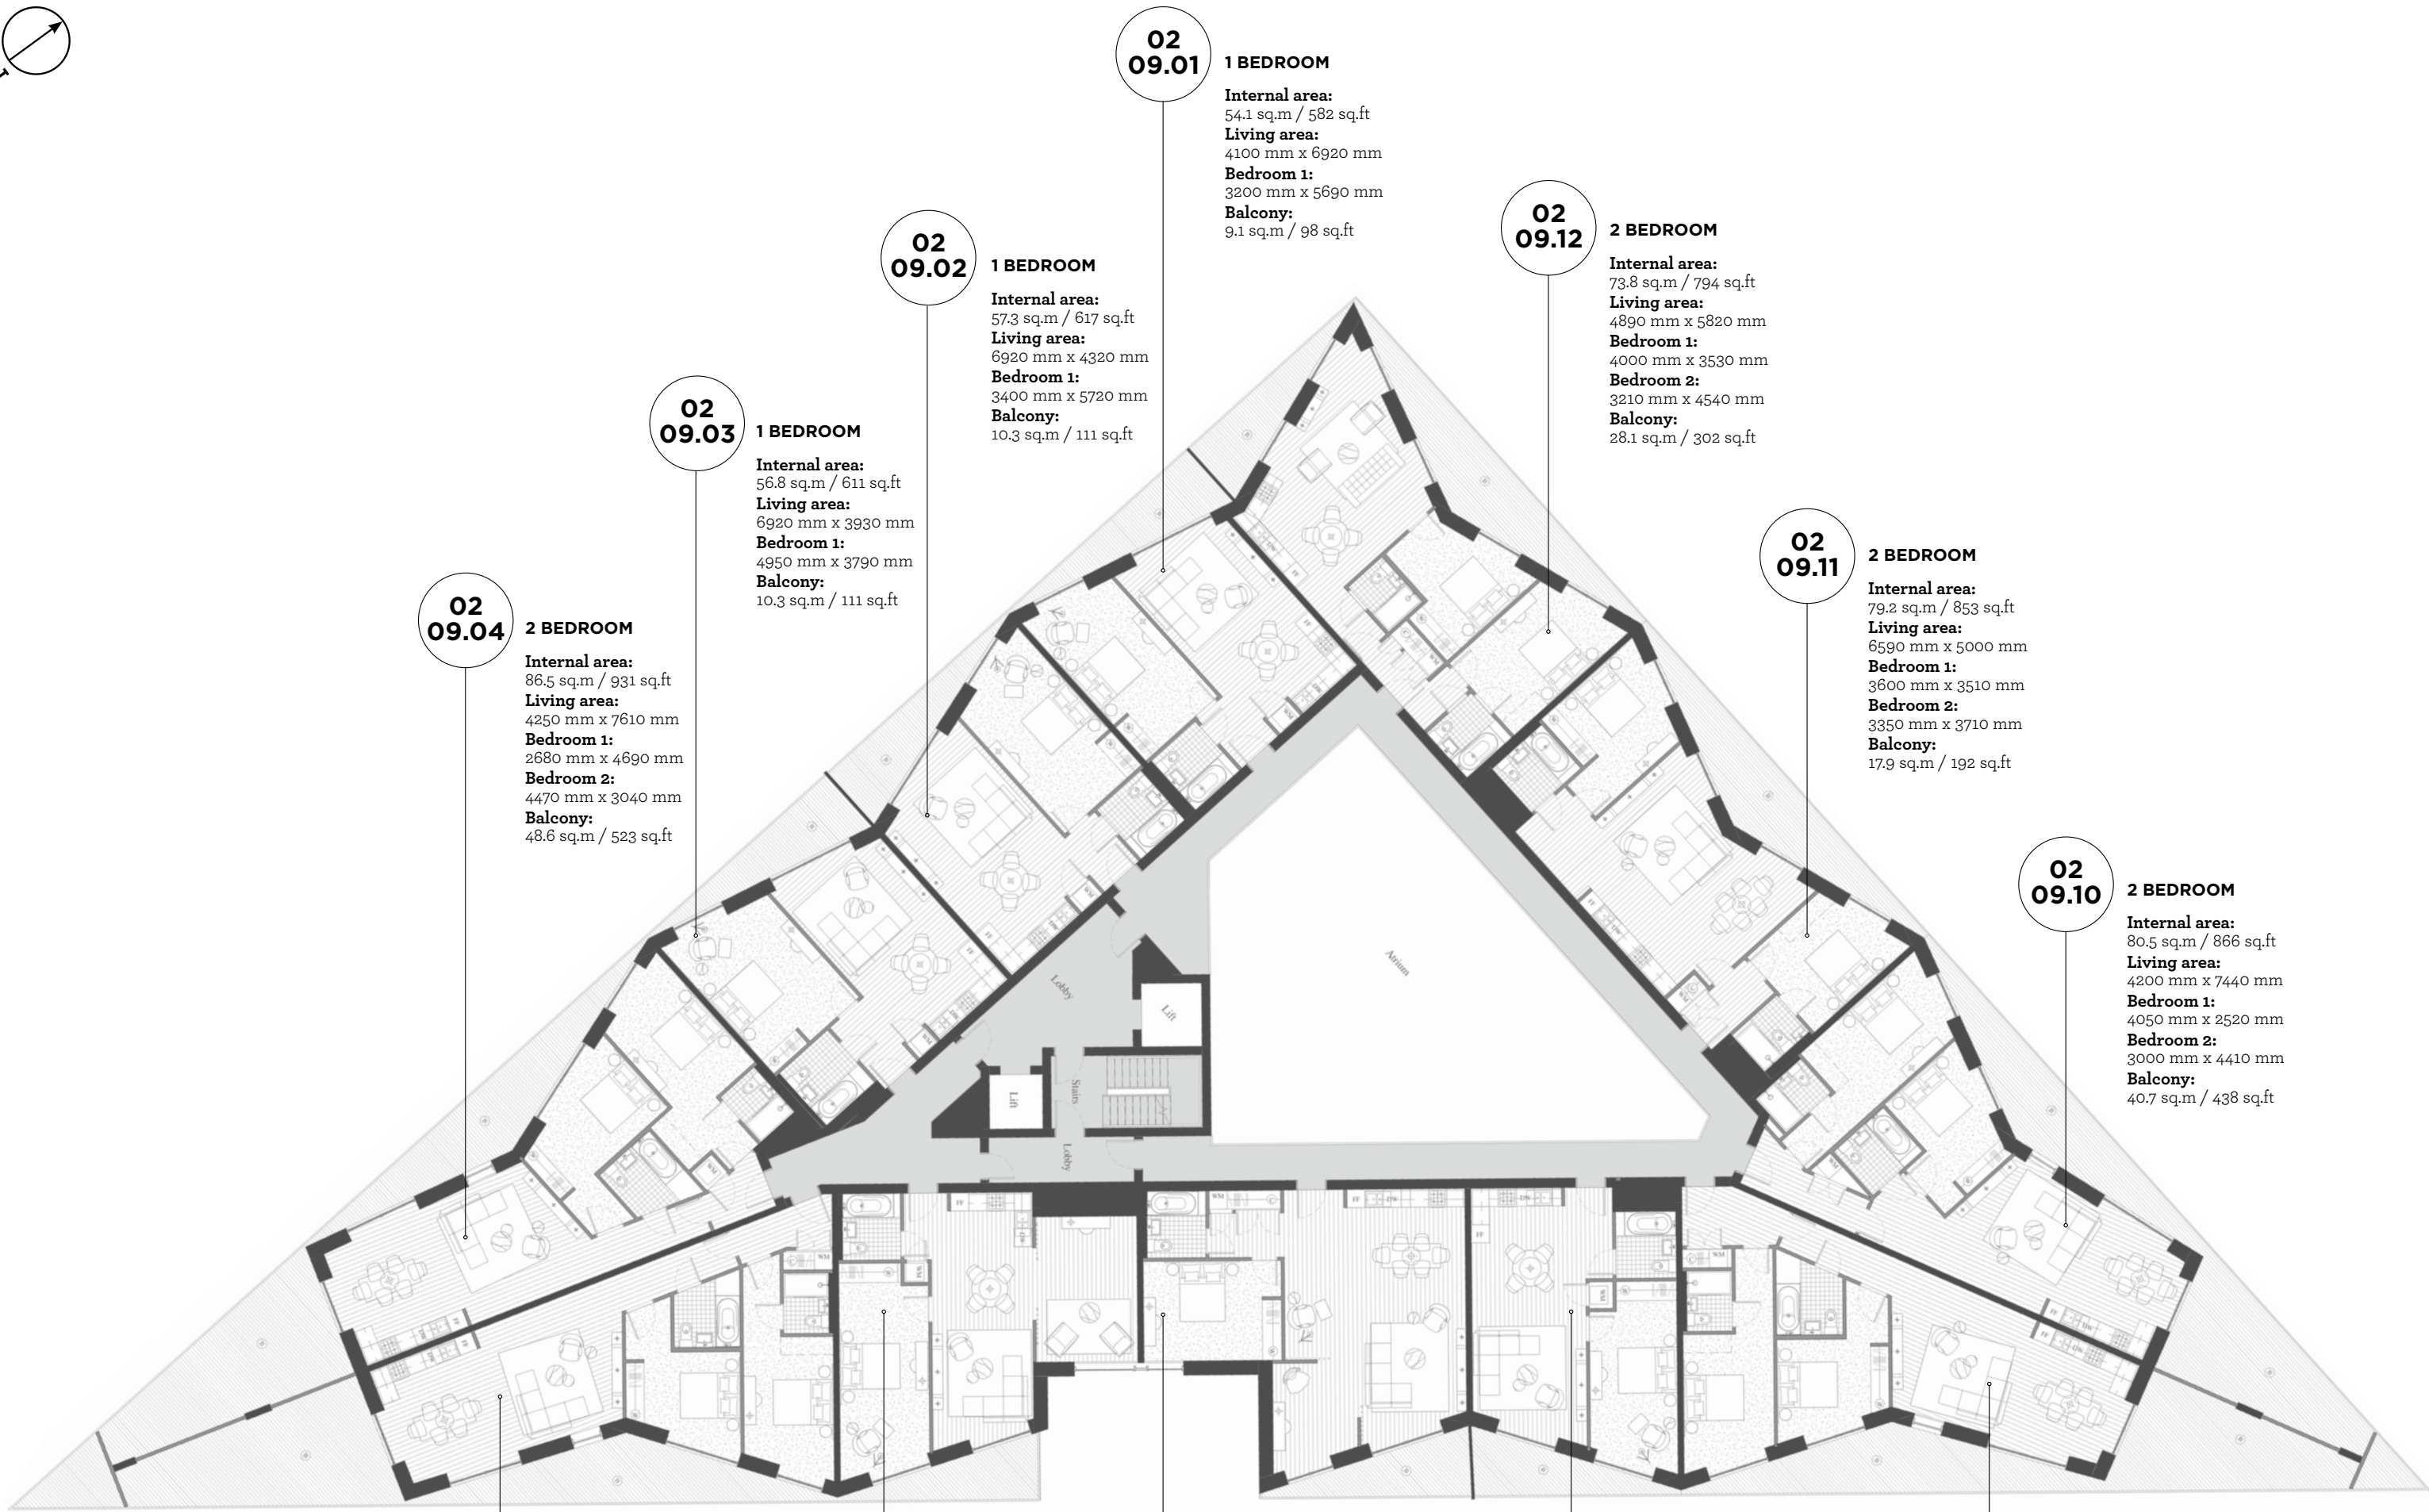 02
09.01
1 BEDROOM
Internal area:
54.1 sq.m / 582 sq.ft
Living area:
4100 mm x 6920 mm
Bedroom 1:
3200 mm x 5690 mm
Balcony:
9.1 sq.m / 98 sq.ft
02
09.12
2 BEDROOM
Internal area:
73.8 sq.m / 794 sq.ft
Living area:
4890 mm x 5820 mm
Bedroom 1:
4000 mm x 3530 mm
Bedroom 2:
3210 mm x 4540 mm
Balcony:
28.1 sq.m / 302 sq.ft
02
09.02
1 BEDROOM
Internal area:
57.3 sq.m / 617 sq.ft
Living area:
6920 mm x 4320 mm
Bedroom 1:
3400 mm x 5720 mm
Balcony:
10.3 sq.m / 111 sq.ft
02
09.03
1 BEDROOM
Internal area:
56.8 sq.m / 611 sq.ft
Living area:
6920 mm x 3930 mm
Bedroom 1:
4950 mm x 3790 mm
Balcony:
10.3 sq.m / 111 sq.ft
02
09.11
2 BEDROOM
Internal area:
79.2 sq.m / 853 sq.ft
Living area:
6590 mm x 5000 mm
Bedroom 1:
3600 mm x 3510 mm
Bedroom 2:
3350 mm x 3710 mm
Balcony:
17.9 sq.m / 192 sq.ft
02
09.04
2 BEDROOM
Internal area:
86.5 sq.m / 931 sq.ft
Living area:
4250 mm x 7610 mm
Bedroom 1:
2680 mm x 4690 mm
Bedroom 2:
4470 mm x 3040 mm
Balcony:
48.6 sq.m / 523 sq.ft
02
09.10
2 BEDROOM
Internal area:
80.5 sq.m / 866 sq.ft
Living area:
4200 mm x 7440 mm
Bedroom 1:
4050 mm x 2520 mm
Bedroom 2:
3000 mm x 4410 mm
Balcony:
40.7 sq.m / 438 sq.ft
Atrium
Lobby
Lift
Lift
Stairs
Lobby
FF
WM
FF
DW
WM
FF
DW
FF
WM
WM